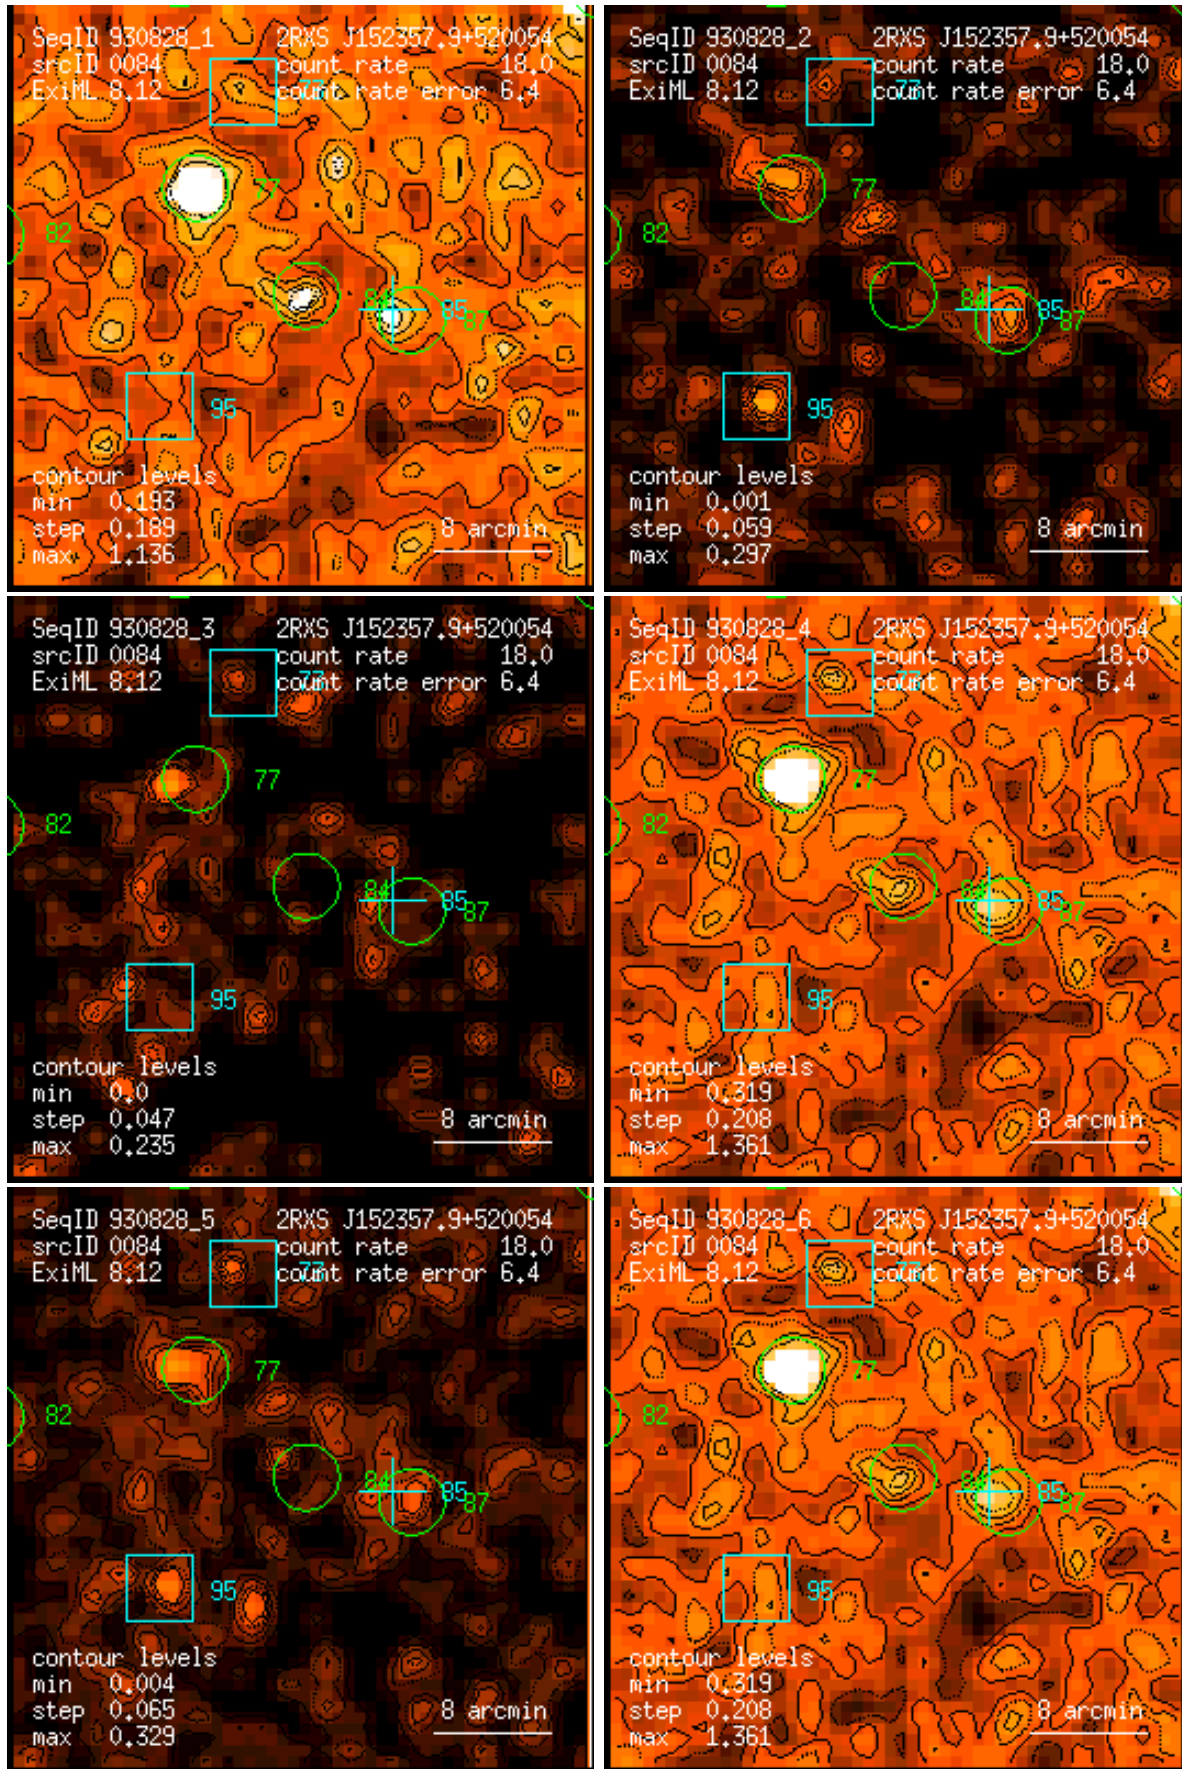 SeqID 930828_1 2RXS J152357.9+520054
srcID 0084 count rate 18.0
ExiML 8.12 count rate error 6.4
77
82
84 85 87
95
contour levels
min 0.193
step 0.189 8 arcmin
max 1.136
SeqID 930828_2 2RXS J152357.9+520054
srcID 0084 count rate 18.0
ExiML 8.12 count rate error 6.4
77
82
84 85 87
95
contour levels
min 0.001
step 0.059 8 arcmin
max 0.297
SeqID 930828_3 2RXS J152357.9+520054
srcID 0084 count rate 18.0
ExiML 8.12 count rate error 6.4
77
82
84 85 87
95
contour levels
min 0.0
step 0.047 8 arcmin
max 0.235
SeqID 930828_4 2RXS J152357.9+520054
srcID 0084 count rate 18.0
ExiML 8.12 count rate error 6.4
77
82
84 85 87
95
contour levels
min 0.319
step 0.208 8 arcmin
max 1.361
SeqID 930828_5 2RXS J152357.9+520054
srcID 0084 count rate 18.0
ExiML 8.12 count rate error 6.4
77
82
84 85 87
95
contour levels
min 0.004
step 0.065 8 arcmin
max 0.329
SeqID 930828_6 2RXS J152357.9+520054
srcID 0084 count rate 18.0
ExiML 8.12 count rate error 6.4
77
82
84 85 87
95
contour levels
min 0.319
step 0.208 8 arcmin
max 1.361